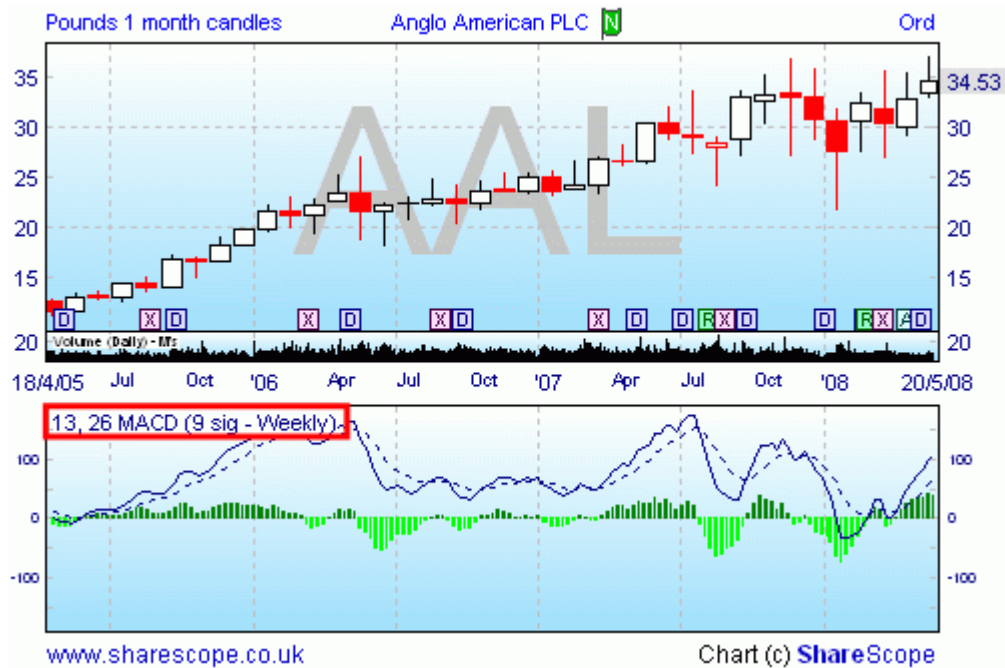 Pounds 1 month candles Anglo American PLC N Ord
AAL
35 34.53
30 30
25 25
20 20
15 15
D X D X D X D X D D R X D D R X A D
20 Volume (Daily) - M's 20
18/4/05 Jul Oct '06 Apr Jul Oct '07 Apr Jul Oct '08 20/5/08
13, 26 MACD (9 sig - Weekly)
100 100
0 0
-100 -100
www.sharescope.co.uk Chart (c) ShareScope